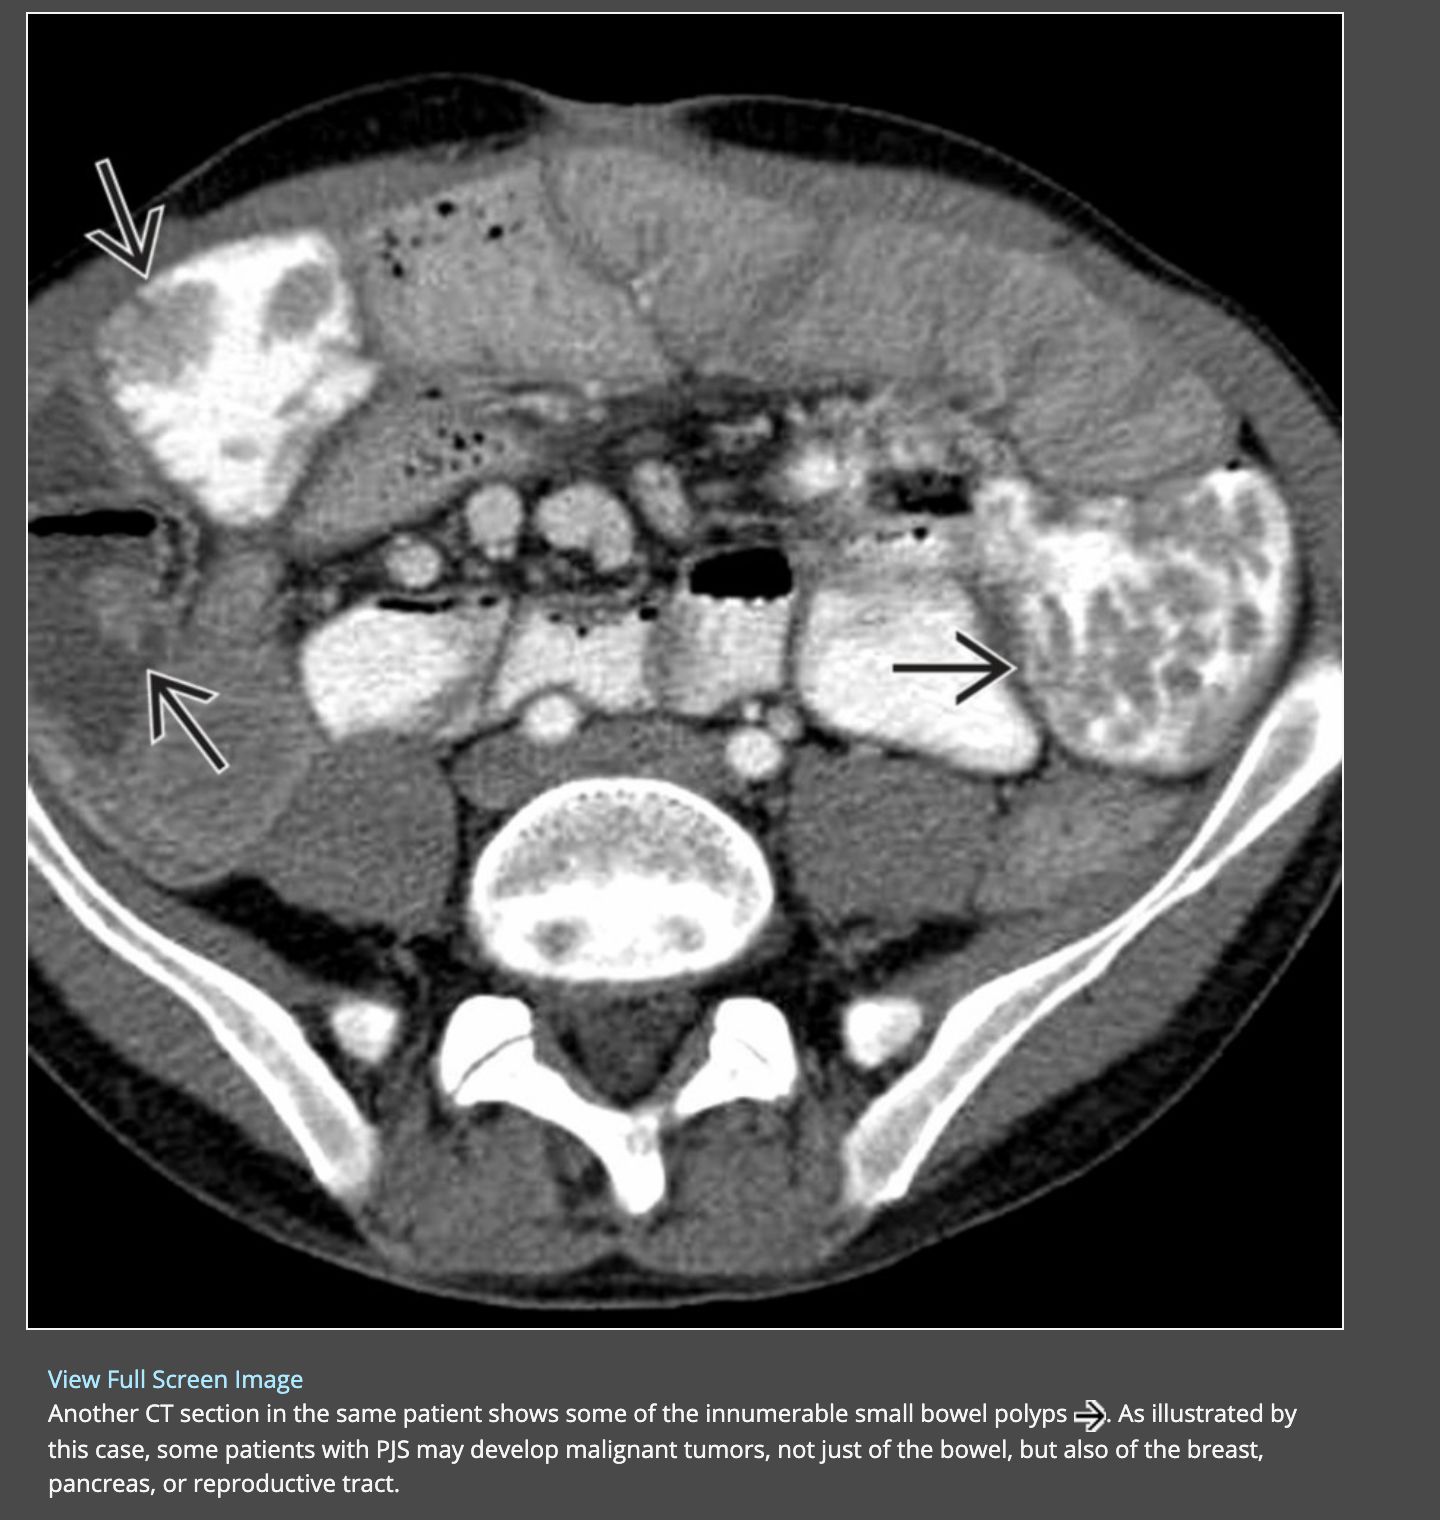 View Full Screen Image
Another CT section in the same patient shows some of the innumerable small bowel polyps . As illustrated by
this case, some patients with PJS may develop malignant tumors, not just of the bowel, but also of the breast,
pancreas, or reproductive tract.